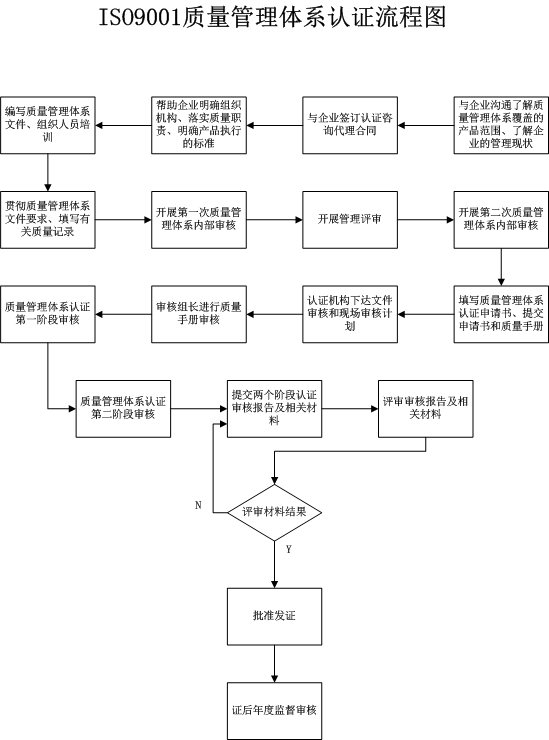 ISO9001质量管理体系认证流程图
编写质量管理体系
文件、组织人员培
训
帮助企业明确组织
机构、落实质量职
责、明确产品执行
的标准
与企业签订认证咨
询代理合同
与企业沟通了解质
量管理体系覆盖的
产品范围、了解企
业的管理现状
贯彻质量管理体系
文件要求、填写有
关质量记录
开展第一次质量管
理体系内部审核
开展管理评审
开展第二次质量管
理体系内部审核
质量管理体系认证
第一阶段审核
审核组长进行质量
手册审核
认证机构下达文件
审核和现场审核计
划
填写质量管理体系
认证申请书、提交
申请书和质量手册
质量管理体系认证
第二阶段审核
提交两个阶段认证
审核报告及相关材
料
评审审核报告及相
关材料
N
评审材料结果
Y
批准发证
证后年度监督审核